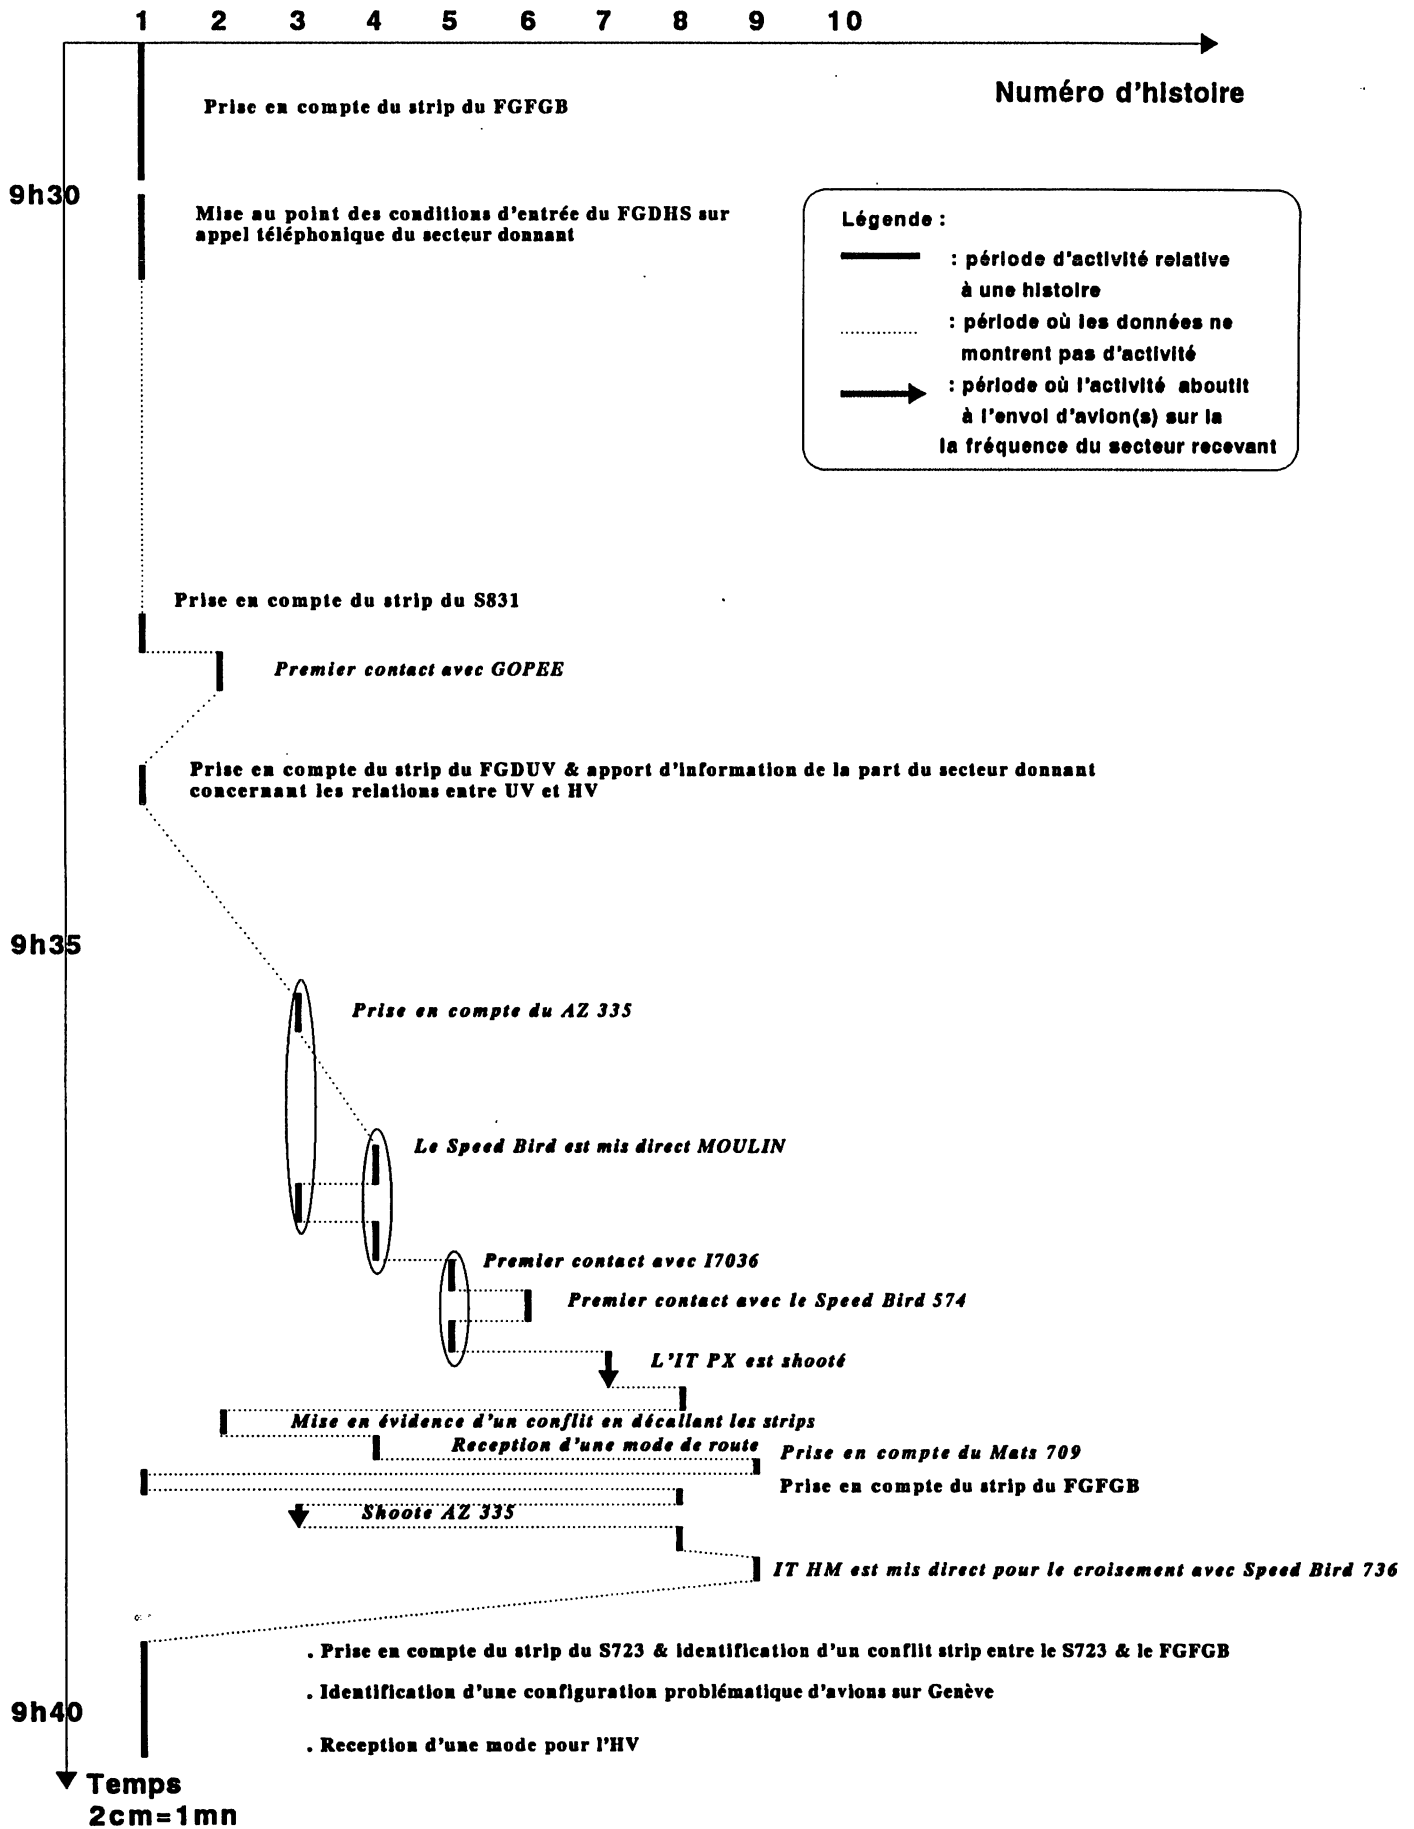 1 2 3 4 5 6 7 8 9 10
Numéro d'histoire
Prise en compte du strip du FGFGB
9h30
Mise au point des conditions d'entrée du FGDHS sur
appel téléphonique du secteur donnant
Légende :
: période d'activité relative
à une histoire
: période où les données ne
montrent pas d'activité
: période où l'activité aboutit
à l'envoi d'avion(s) sur la
la fréquence du secteur recevant
Prise en compte du strip du S831
Premier contact avec GOPEE
Prise en compte du strip du FGDUV & apport d'information de la part du secteur donnant
concernant les relations entre UV et HV
9h35
Prise en compte du AZ 335
Le Speed Bird est mis direct MOULIN
Premier contact avec I7036
Premier contact avec le Speed Bird 574
L'IT PX est shooté
Mise en évidence d'un conflit en décallant les strips
Reception d'une mode de route
Prise en compte du Mats 709
Prise en compte du strip du FGFGB
Shoote AZ 335
IT HM est mis direct pour le croisement avec Speed Bird 736
. Prise en compte du strip du S723 & identification d'un conflit strip entre le S723 & le FGFGB
. Identification d'une configuration problématique d'avions sur Genève
9h40
. Reception d'une mode pour l'HV
Temps
2cm=1mn